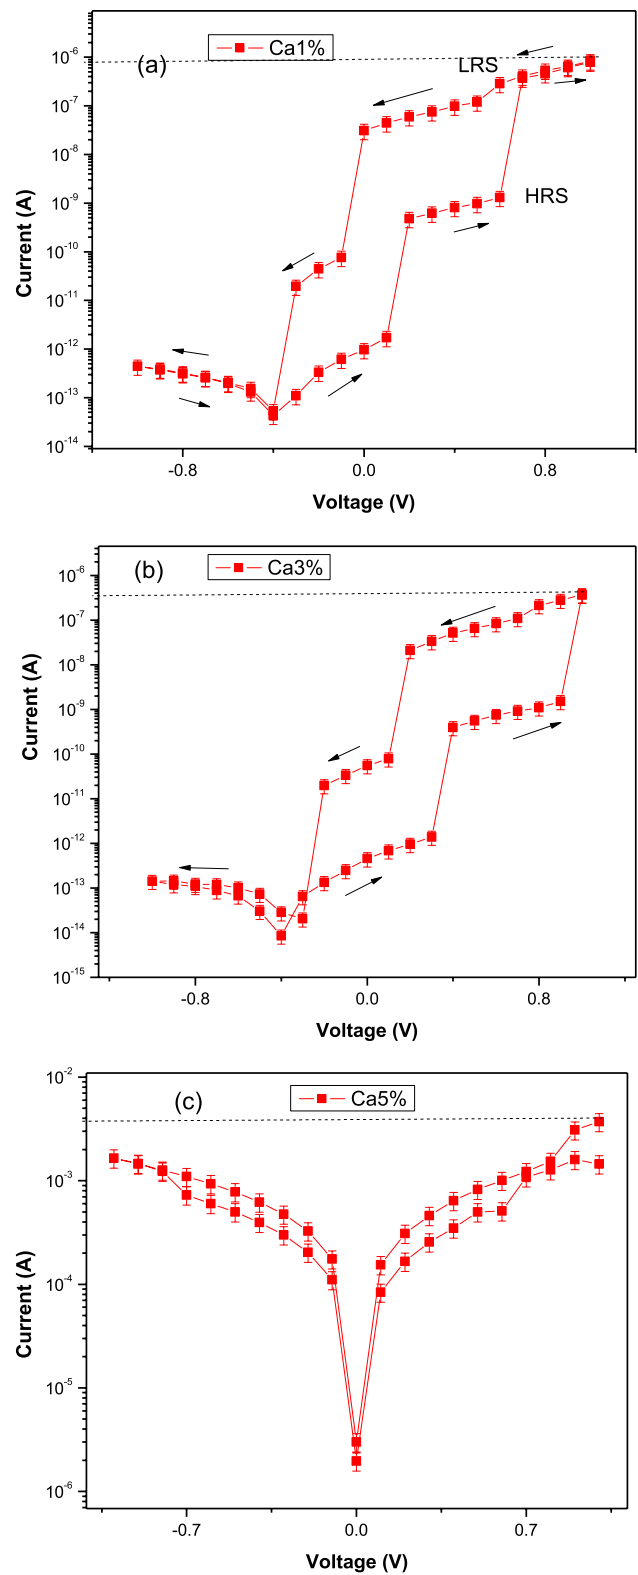 (a)
Ca1%
LRS
HRS
10⁻⁶
10⁻⁷
10⁻⁸
10⁻⁹
10⁻¹⁰
10⁻¹¹
10⁻¹²
10⁻¹³
10⁻¹⁴
Current (A)
-0.8 0.0 0.8
Voltage (V)
(b)
Ca3%
10⁻⁶
10⁻⁷
10⁻⁸
10⁻⁹
10⁻¹⁰
10⁻¹¹
10⁻¹²
10⁻¹³
10⁻¹⁴
10⁻¹⁵
Current (A)
-0.8 0.0 0.8
Voltage (V)
(c)
Ca5%
10⁻²
10⁻³
10⁻⁴
10⁻⁵
10⁻⁶
Current (A)
-0.7 0.0 0.7
Voltage (V)